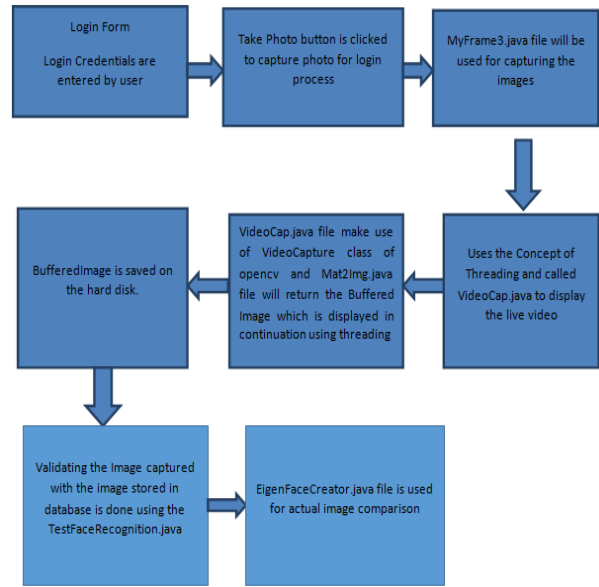 Login Form
Login Credentials are
entered by user
Take Photo button is clicked
to capture photo for login
process
MyFrame3.java file will be
used for capturing the
images
Uses the Concept of
Threading and called
VideoCap.java to display
the live video
VideoCap.java file make use
of VideoCapture class of
opencv and Mat2Img.java
file will return the Buffered
Image which is displayed in
continuation using threading
BufferedImage is saved on
the hard disk.
Validating the Image captured
with the image stored in
database is done using the
TestFaceRecognition.java
EigenFaceCreator.java file is used
for actual image comparison